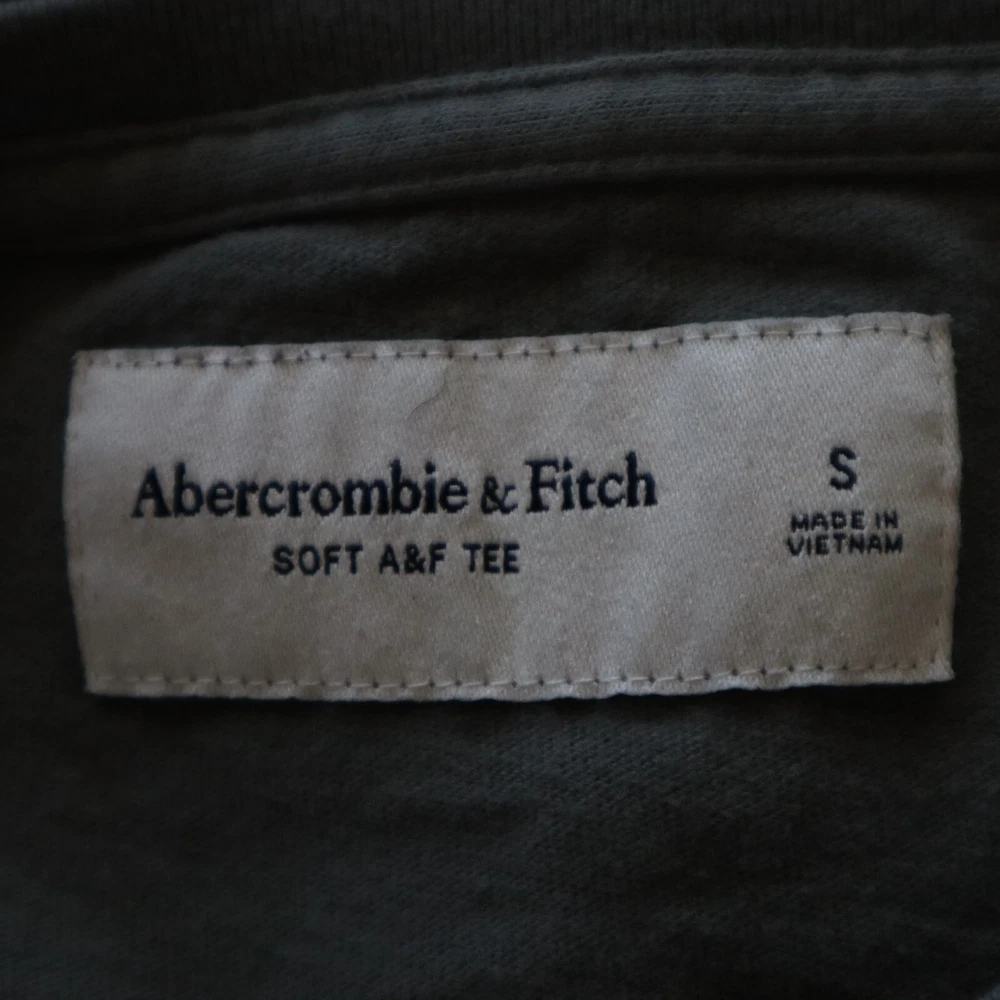 Abercrombie & Fitch
SOFT A&F TEE
S
MADE IN
VIETNAM